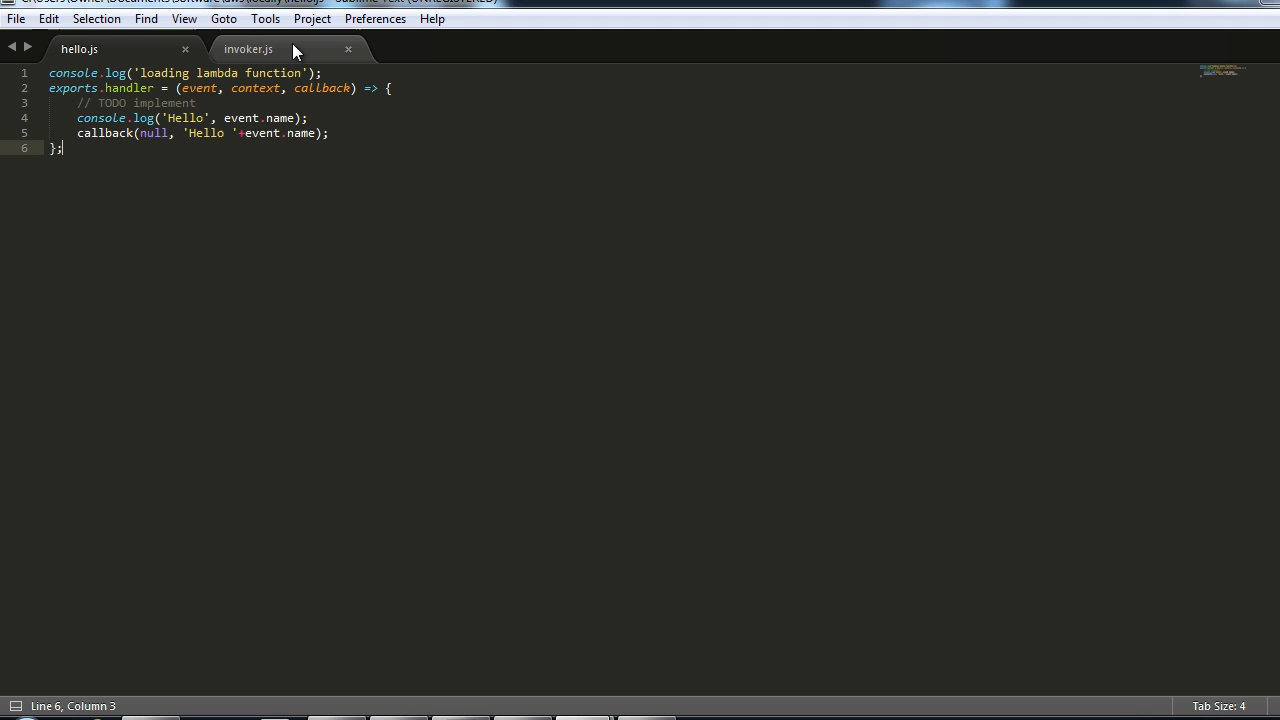 File Edit Selection Find View Goto Tools Project Preferences Help
hello.js × invoker.js ×
1 console.log('loading lambda function');
2 exports.handler = (event, context, callback) => {
3 // TODO implement
4 console.log('Hello', event.name);
5 callback(null, 'Hello '+event.name);
6 };
Line 6, Column 3 Tab Size: 4